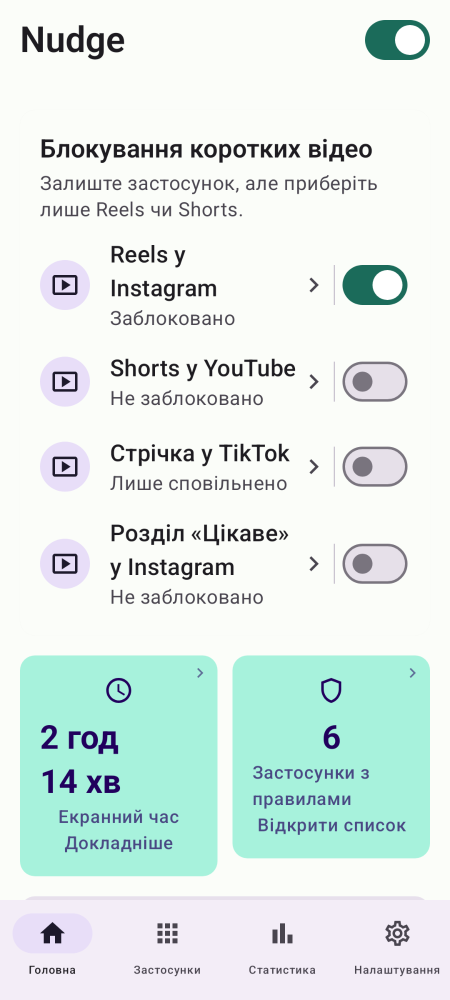 Nudge
Блокування коротких відео
Залиште застосунок, але приберіть
лише Reels чи Shorts.
Reels у
Instagram
Заблоковано
Shorts у YouTube
Не заблоковано
Стрічка у TikTok
Лише сповільнено
Розділ «Цікаве»
у Instagram
Не заблоковано
2 год
14 хв
Екранний час
Докладніше
6
Застосунки з
правилами
Відкрити список
Головна
Застосунки
Статистика
Налаштування